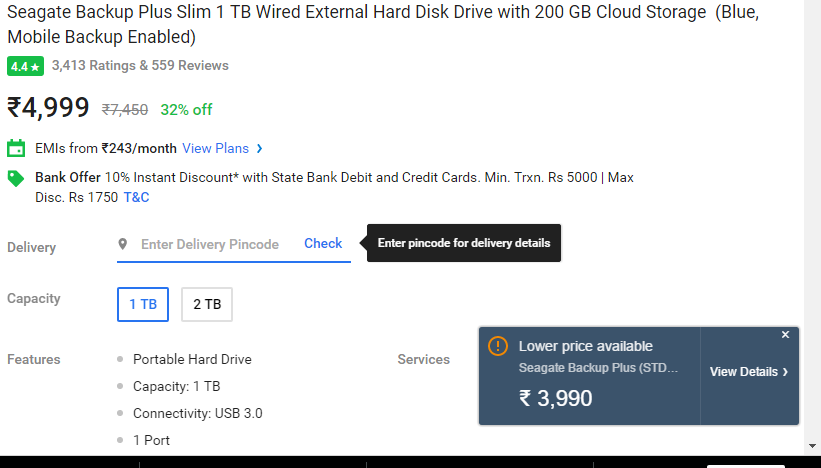 Seagate Backup Plus Slim 1 TB Wired External Hard Disk Drive with 200 GB Cloud Storage (Blue,
Mobile Backup Enabled)
4.4★ 3,413 Ratings & 559 Reviews
₹4,999 ₹7,450 32% off
EMIs from ₹243/month View Plans ›
Bank Offer 10% Instant Discount* with State Bank Debit and Credit Cards. Min. Trxn. Rs 5000 | Max
Disc. Rs 1750 T&C
Delivery Enter Delivery Pincode Check Enter pincode for delivery details
Capacity 1 TB 2 TB
Features
Portable Hard Drive
Capacity: 1 TB
Connectivity: USB 3.0
1 Port
Services
Lower price available
Seagate Backup Plus (STD...
₹ 3,990
View Details ›